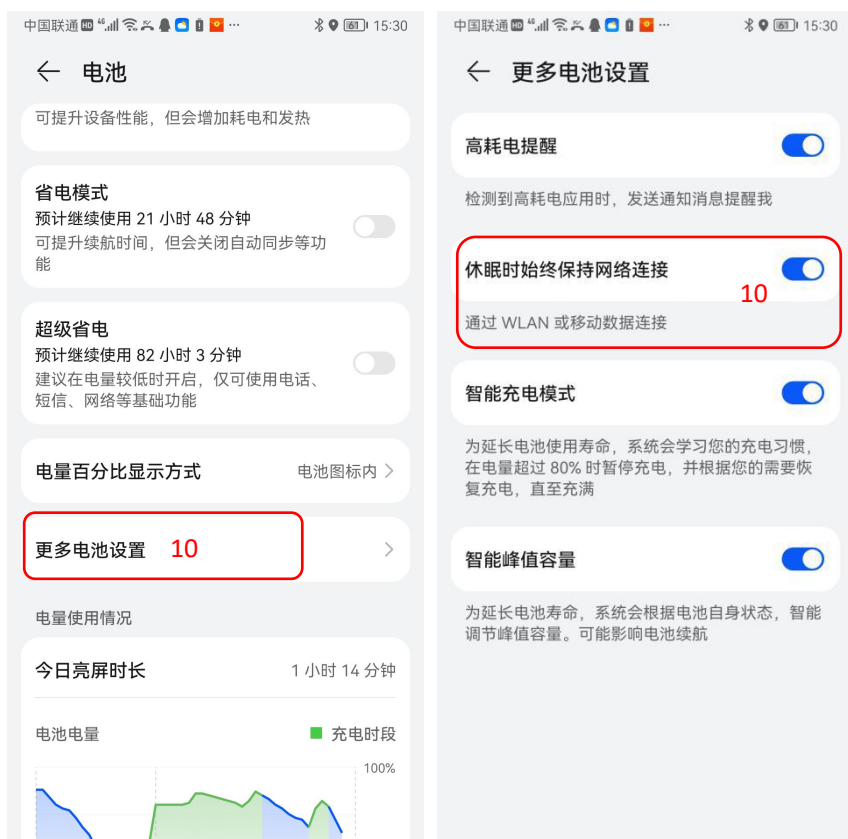 中国联通 HD 46 61 15:30
电池
可提升设备性能，但会增加耗电和发热
省电模式
预计继续使用 21 小时 48 分钟
可提升续航时间，但会关闭自动同步等功
能
超级省电
预计继续使用 82 小时 3 分钟
建议在电量较低时开启，仅可使用电话、
短信、网络等基础功能
电量百分比显示方式 电池图标内
更多电池设置 10
电量使用情况
今日亮屏时长 1 小时 14 分钟
电池电量 充电时段
100%
中国联通 HD 46 61 15:30
更多电池设置
高耗电提醒
检测到高耗电应用时，发送通知消息提醒我
休眠时始终保持网络连接
10
通过 WLAN 或移动数据连接
智能充电模式
为延长电池使用寿命，系统会学习您的充电习惯，
在电量超过 80% 时暂停充电，并根据您的需要恢
复充电，直至充满
智能峰值容量
为延长电池寿命，系统会根据电池自身状态，智能
调节峰值容量。可能影响电池续航